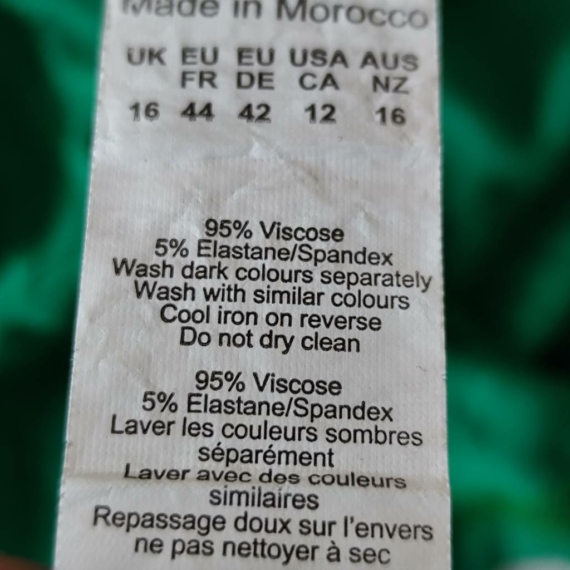 Made in Morocco
UK EU EU USA AUS
FR DE CA NZ
16 44 42 12 16
95% Viscose
5% Elastane/Spandex
Wash dark colours separately
Wash with similar colours
Cool iron on reverse
Do not dry clean
95% Viscose
5% Elastane/Spandex
Laver les couleurs sombres
séparément
Laver avec des couleurs
similaires
Repassage doux sur l'envers
ne pas nettoyer à sec